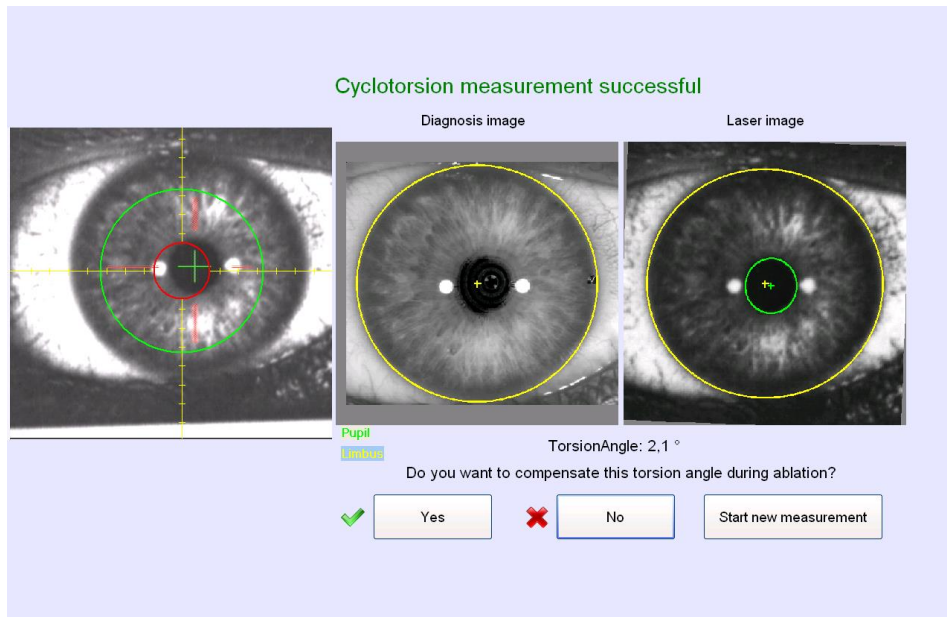 Cyclotorsion measurement successful
Diagnosis image
Laser image
Pupil
Limbus
TorsionAngle: 2,1 °
Do you want to compensate this torsion angle during ablation?
Yes
No
Start new measurement